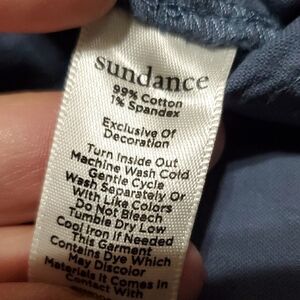 sundance
99% Cotton
1% Spandex
Exclusive Of
Decoration
Turn Inside Out
Machine Wash Cold
Gentle Cycle
Wash Separately Or
With Like Colors
Do Not Bleach
Tumble Dry Low
Cool Iron if Needed
This Garment
Contains Dye Which
May Discolor
Materials It Comes In
Contact With